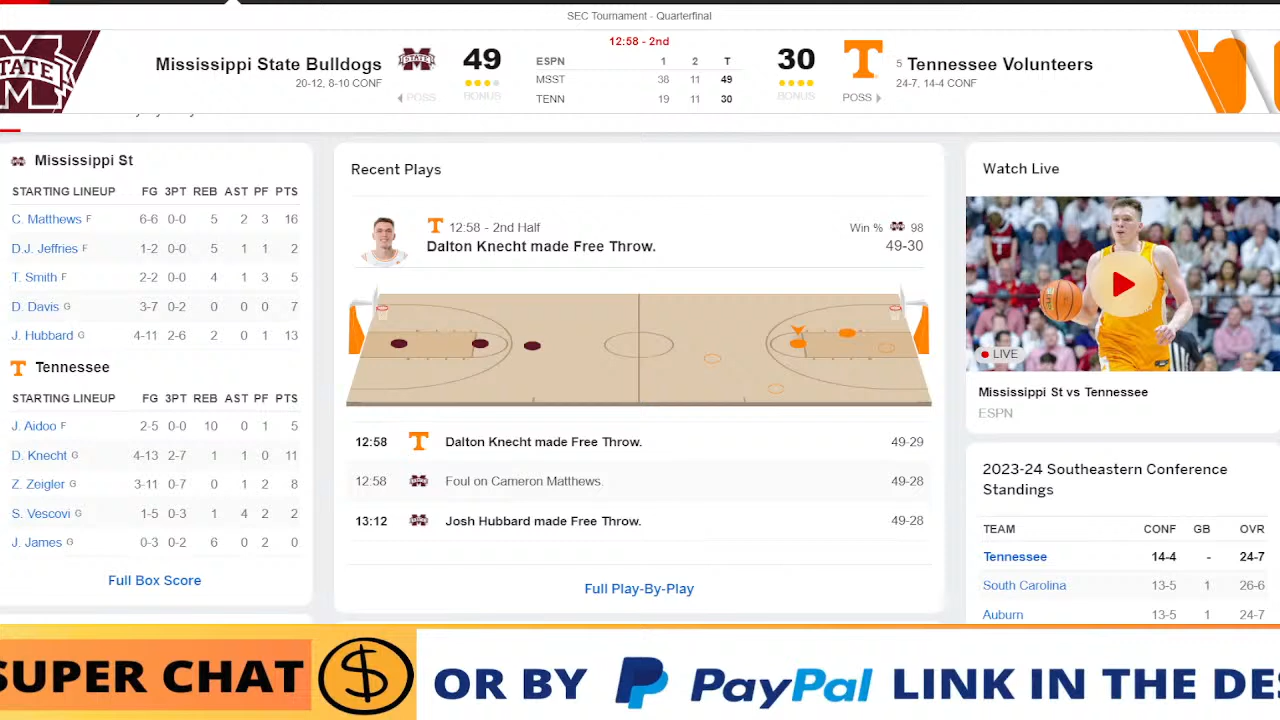 SEC Tournament - Quarterfinal
12:58 - 2nd
Mississippi State Bulldogs
20-12, 8-10 CONF
STATE
M
49
POSS
BONUS
ESPN 1 2 T
MSST 38 11 49
TENN 19 11 30
30
BONUS
T
POSS
5 Tennessee Volunteers
24-7, 14-4 CONF
Mississippi St
STARTING LINEUP FG 3PT REB AST PF PTS
C. Matthews F 6-6 0-0 5 2 3 16
D.J. Jeffries F 1-2 0-0 5 1 1 2
T. Smith F 2-2 0-0 4 1 3 5
D. Davis G 3-7 0-2 0 0 0 7
J. Hubbard G 4-11 2-6 2 0 1 13
Tennessee
STARTING LINEUP FG 3PT REB AST PF PTS
J. Aidoo F 2-5 0-0 10 0 1 5
D. Knecht G 4-13 2-7 1 1 0 11
Z. Zeigler G 3-11 0-7 0 1 2 8
S. Vescovi G 1-5 0-3 1 4 2 2
J. James G 0-3 0-2 6 0 2 0
Full Box Score
Recent Plays
12:58 - 2nd Half
Dalton Knecht made Free Throw.
Win % 98
49-30
12:58 Dalton Knecht made Free Throw. 49-29
12:58 Foul on Cameron Matthews. 49-28
13:12 Josh Hubbard made Free Throw. 49-28
Full Play-By-Play
Watch Live
LIVE
Mississippi St vs Tennessee
ESPN
2023-24 Southeastern Conference
Standings
TEAM CONF GB OVR
Tennessee 14-4 - 24-7
South Carolina 13-5 1 26-6
Auburn 13-5 1 24-7
SUPER CHAT $ OR BY PayPal LINK IN THE DES